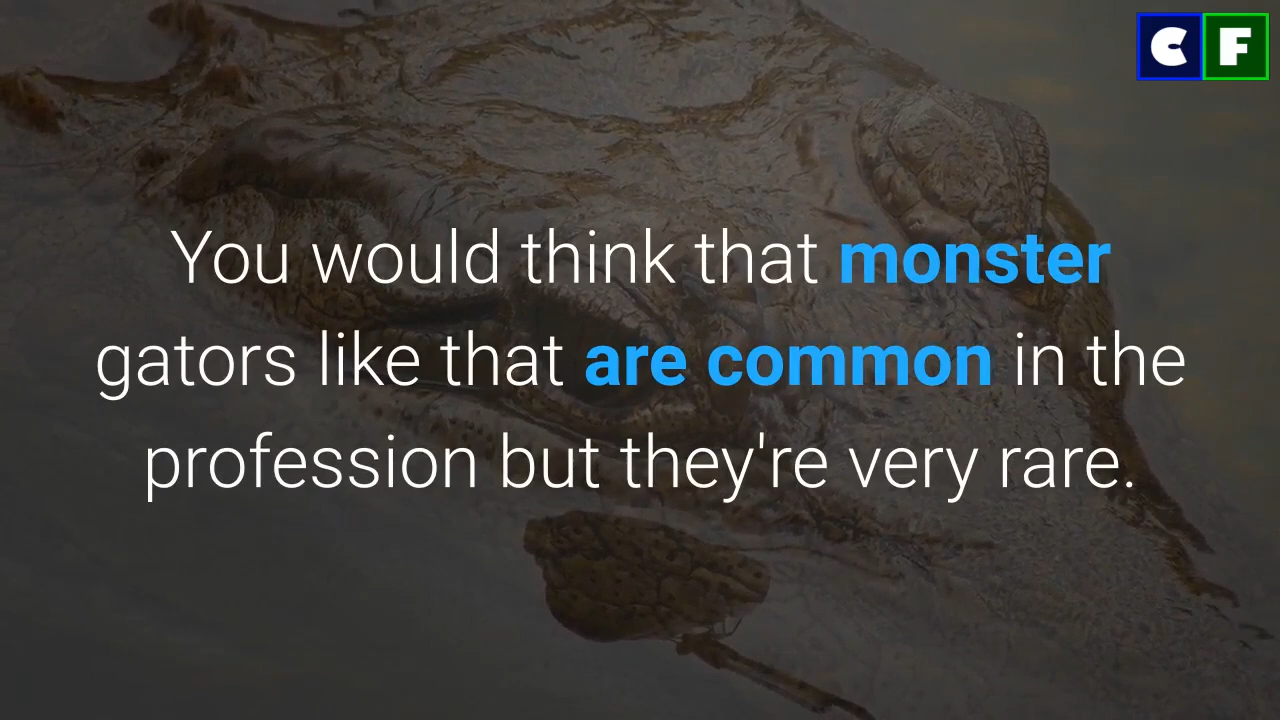 C F
You would think that monster
gators like that are common in the
profession but they're very rare.